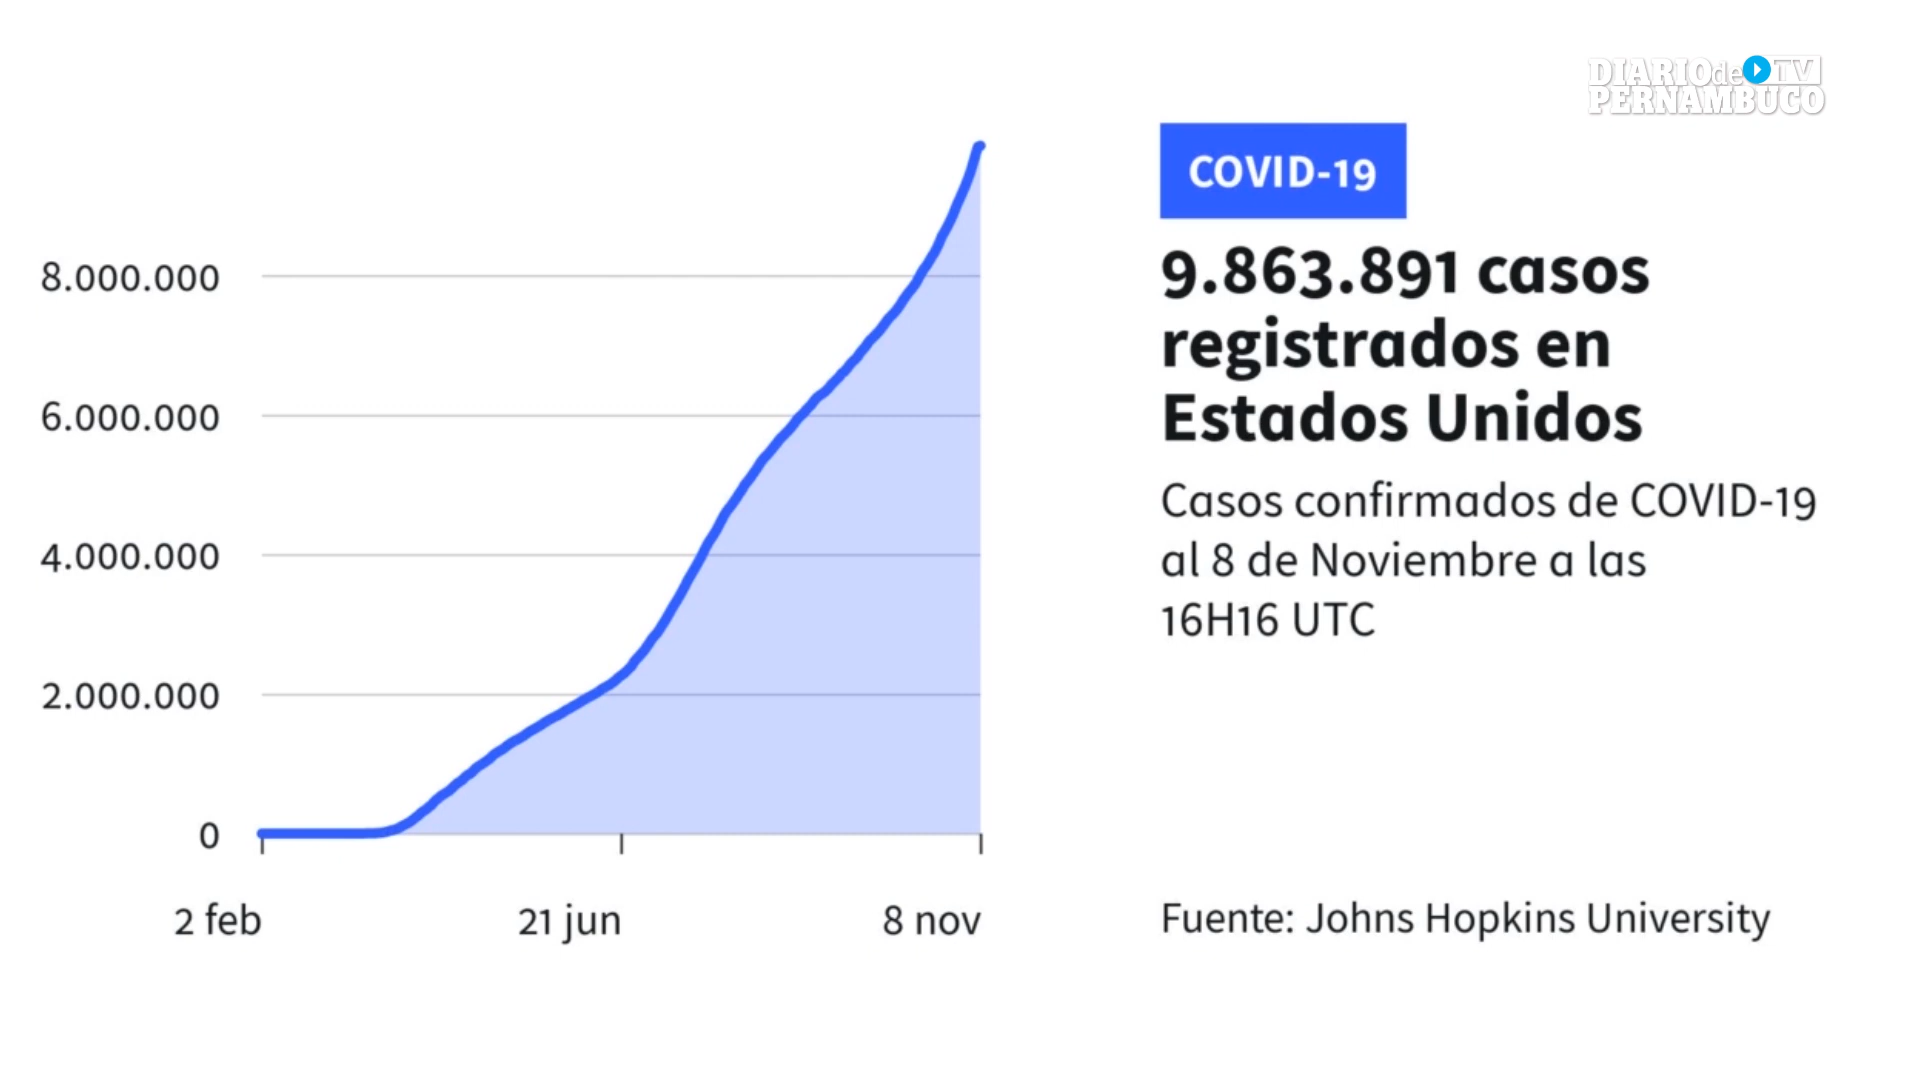 DIARIO de TV
PERNAMBUCO
COVID-19
9.863.891 casos
registrados en
Estados Unidos
Casos confirmados de COVID-19
al 8 de Noviembre a las
16H16 UTC
8.000.000
6.000.000
4.000.000
2.000.000
0
2 feb
21 jun
8 nov
Fuente: Johns Hopkins University